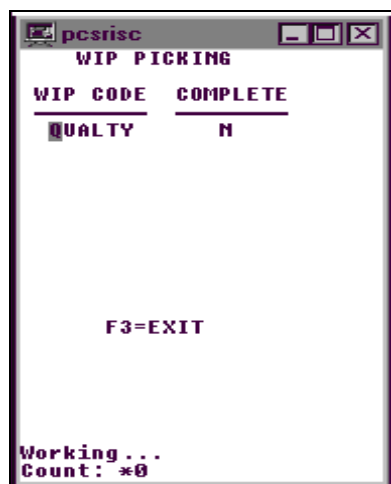 pcsrisc
WIP PICKING
WIP CODE COMPLETE
QUALTY N
F3=EXIT
Working...
Count: *0